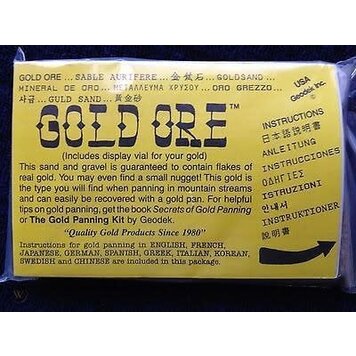 GOLD ORE... SABLE AURIFERE... 金鉱石... GOLDSAND...
MINERAL DE ORO... ΜΕΤΑΛΛΕΥΜΑ ΧΡΥΣΟΥ... ORO GREZZO...
사금... GULD SAND... 黃金砂
GOLD ORE™
(Includes display vial for your gold)
This sand and gravel is guaranteed to contain flakes of
real gold. You may even find a small nugget! This gold is
the type you will find when panning in mountain streams
and can easily be recovered with a gold pan. For helpful
tips on gold panning, get the book Secrets of Gold Panning
or The Gold Panning Kit by Geodek.
"Quality Gold Products Since 1980"
Instructions for gold panning in ENGLISH, FRENCH,
JAPANESE, GERMAN, SPANISH, GREEK, ITALIAN, KOREAN,
SWEDISH and CHINESE are included in this package.
USA
Geodek Inc.
INSTRUCTIONS
日本語説明書
ANLEITUNG
INSTRUCCIONES
ΟΔΗΓΙΕΣ
ISTRUZIONI
안내서
INSTRUKTIONER
說明書